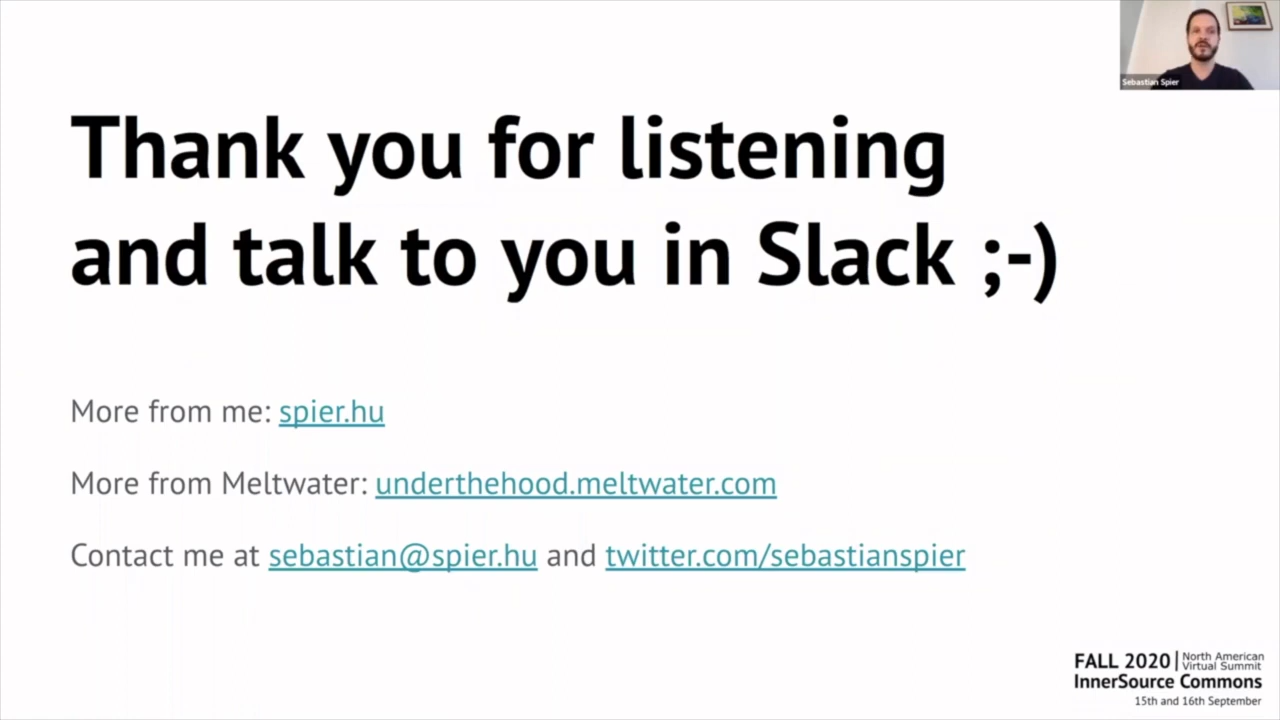 Sebastian Spier
Thank you for listening
and talk to you in Slack ;-)
More from me: spier.hu
More from Meltwater: underthehood.meltwater.com
Contact me at sebastian@spier.hu and twitter.com/sebastianspier
FALL 2020 | North American
Virtual Summit
InnerSource Commons
15th and 16th September